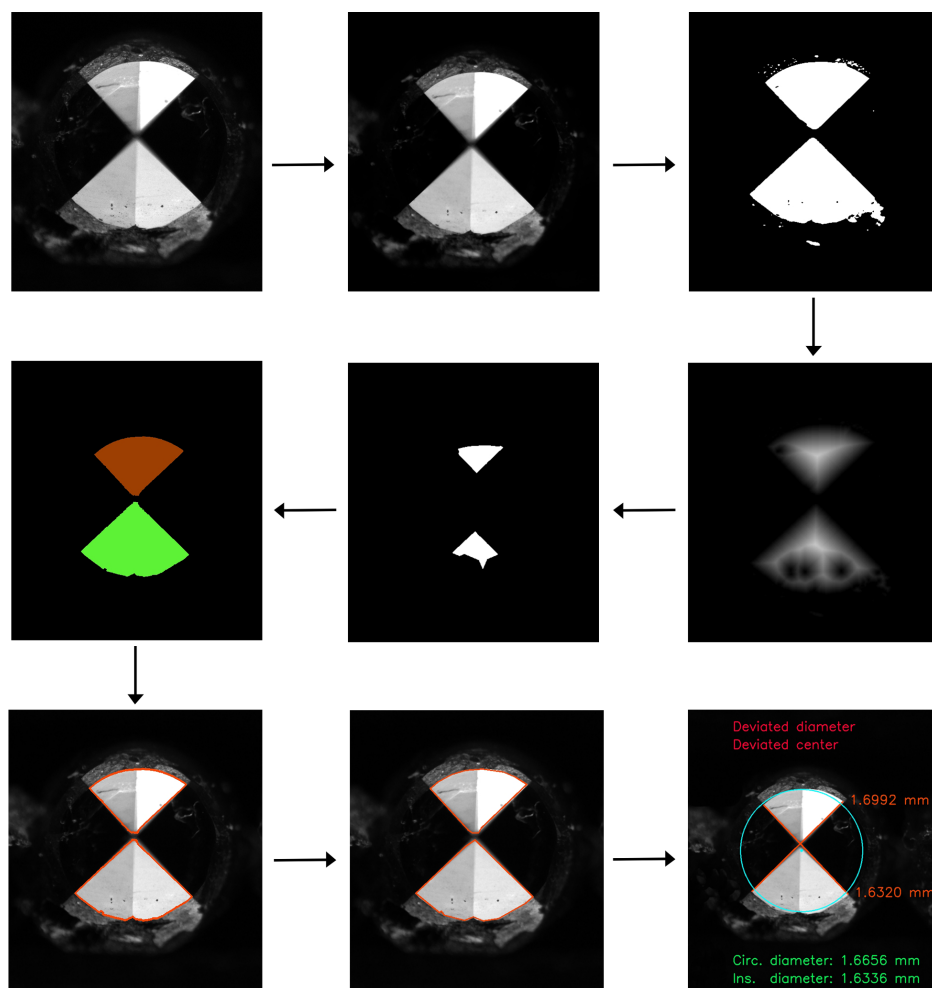 Deviated diameter
Deviated center
1.6992 mm
1.6320 mm
Circ. diameter: 1.6656 mm
Ins. diameter: 1.6336 mm